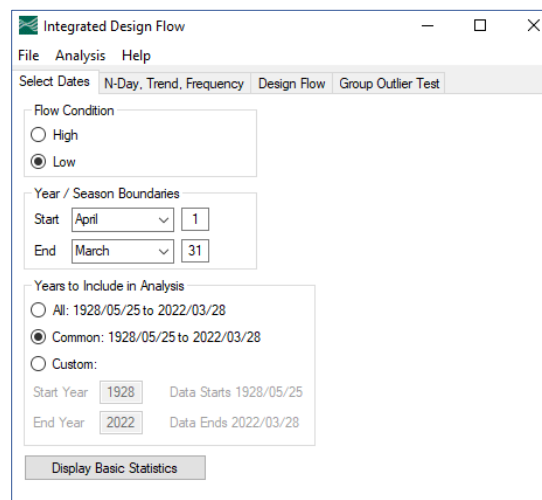 Integrated Design Flow
File Analysis Help
Select Dates N-Day, Trend, Frequency Design Flow Group Outlier Test
Flow Condition
High
Low
Year / Season Boundaries
Start April 1
End March 31
Years to Include in Analysis
All: 1928/05/25 to 2022/03/28
Common: 1928/05/25 to 2022/03/28
Custom:
Start Year 1928 Data Starts 1928/05/25
End Year 2022 Data Ends 2022/03/28
Display Basic Statistics